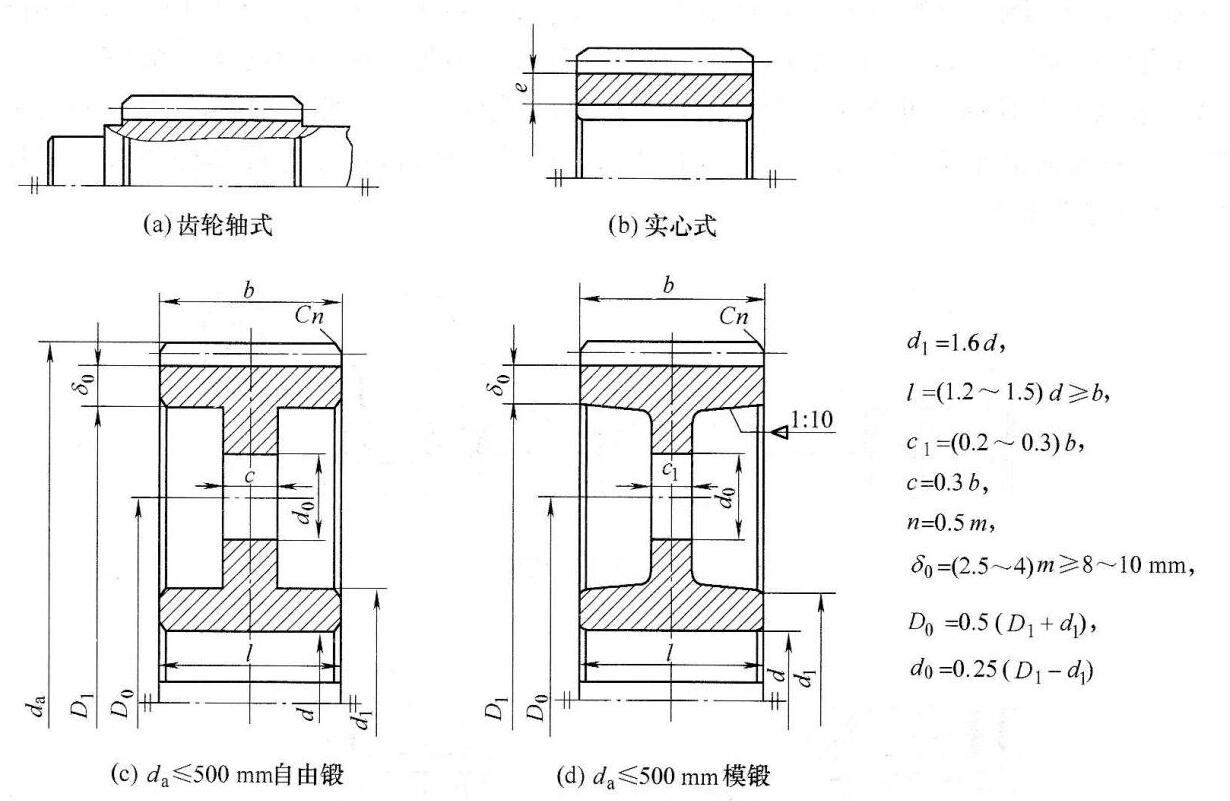 e
(a) 齿轮轴式
(b) 实心式
b
Cn
δ0
c
d0
l
da
D1
D0
d
d1
(c) da≤500 mm自由锻
b
Cn
δ0
1:10
c1
d0
l
D1
D0
d
d1
(d) da≤500 mm模锻
d1=1.6d，
l=(1.2～1.5)d≥b，
c1=(0.2～0.3)b，
c=0.3b，
n=0.5m，
δ0=(2.5～4)m≥8～10 mm，
D0=0.5(D1+d1)，
d0=0.25(D1−d1)